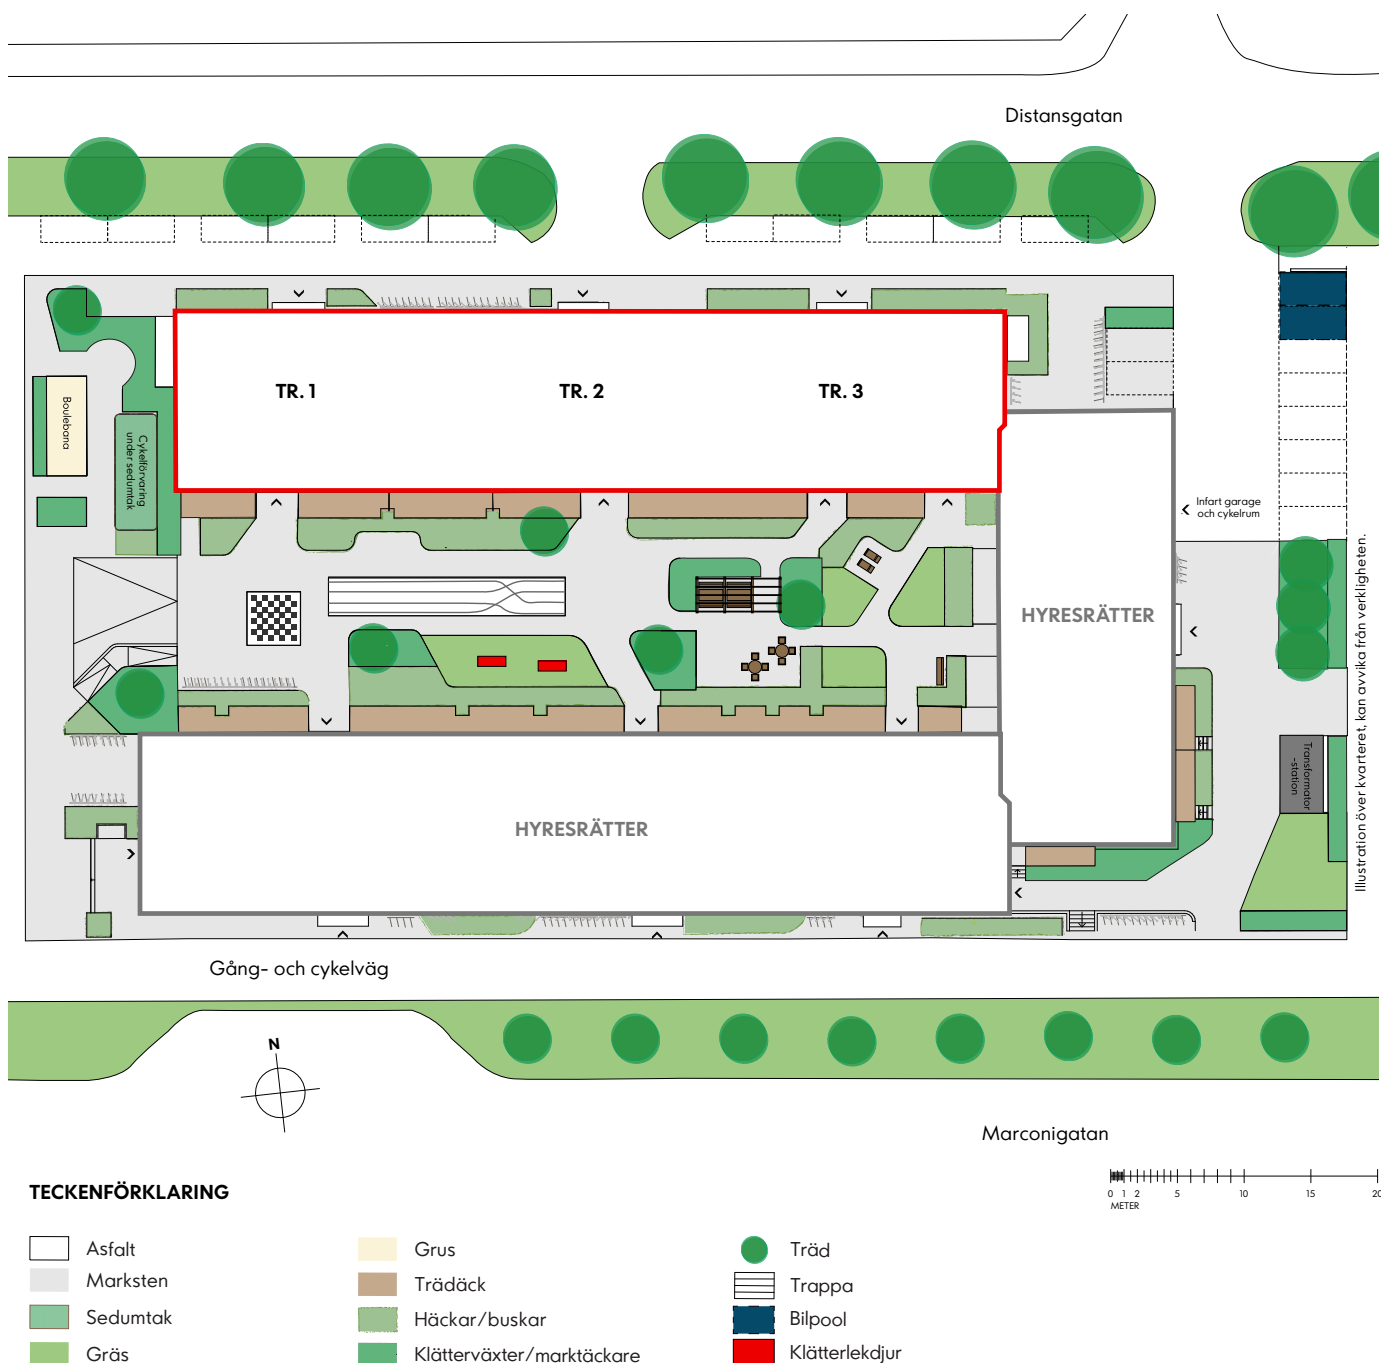 Distansgatan
TR. 1
TR. 2
TR. 3
Boulebana
Cykelförvaring
under sedumtak
Infart garage
och cykelrum
HYRESRÄTTER
HYRESRÄTTER
Transformator
-station
Illustration över kvarteret, kan avvika från verkligheten.
Gång- och cykelväg
N
Marconigatan
0 1 2 5 10 15 20
METER
TECKENFÖRKLARING
Asfalt
Marksten
Sedumtak
Gräs
Grus
Trädäck
Häckar/buskar
Klätterväxter/marktäckare
Träd
Trappa
Bilpool
Klätterlekdjur